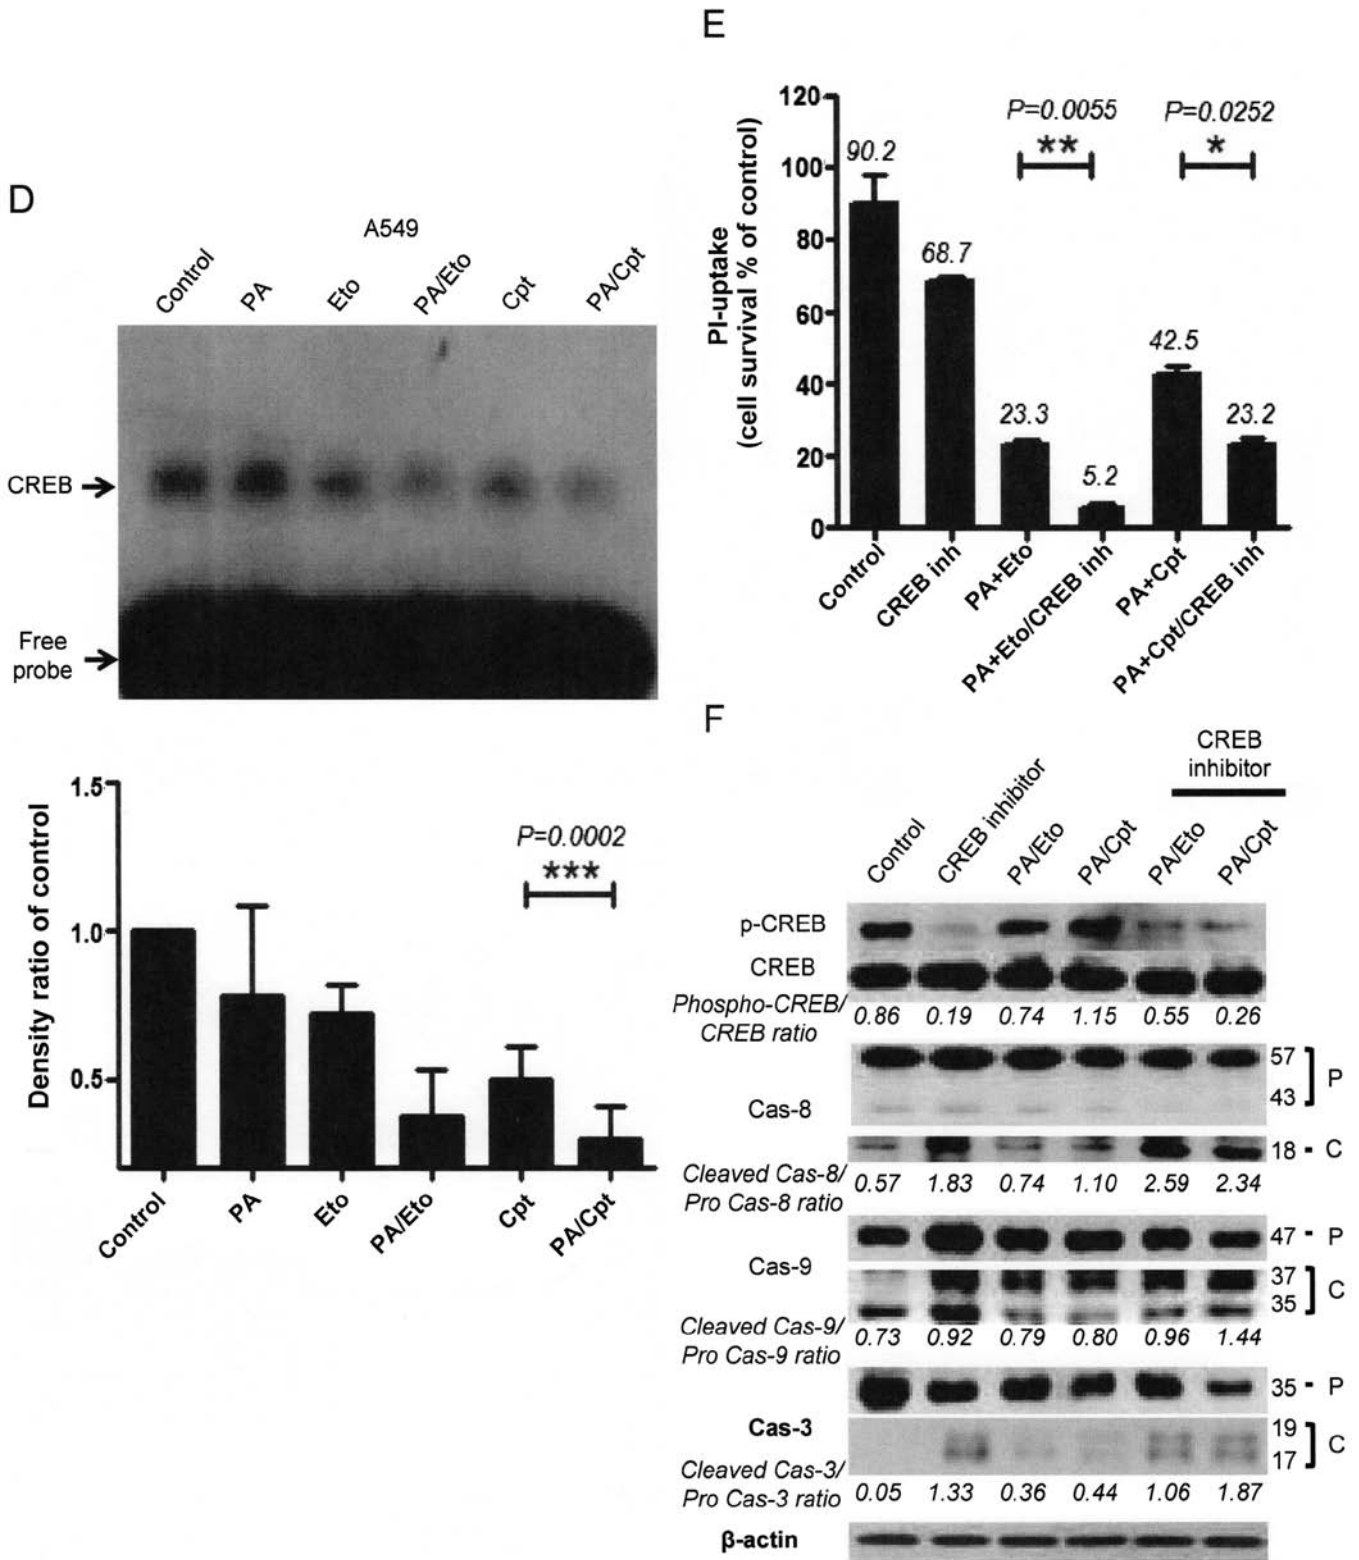 D
A549
Control PA Eto PA/Eto Cpt PA/Cpt
CREB
Free
probe
1.5
1.0
0.5
Density ratio of control
P=0.0002
***
Control PA Eto PA/Eto Cpt PA/Cpt
E
120
100
80
60
40
20
0
PI-uptake
(cell survival % of control)
P=0.0055 P=0.0252
** *
90.2
68.7
23.3
5.2
42.5
23.2
Control CREB inh PA+Eto PA+Eto/CREB inh PA+Cpt PA+Cpt/CREB inh
F
CREB
inhibitor
Control CREB inhibitor PA/Eto PA/Cpt PA/Eto PA/Cpt
p-CREB
CREB
Phospho-CREB/
CREB ratio
0.86 0.19 0.74 1.15 0.55 0.26
57
43
P
Cas-8
18 - C
Cleaved Cas-8/
Pro Cas-8 ratio
0.57 1.83 0.74 1.10 2.59 2.34
47 - P
Cas-9
37
35
C
Cleaved Cas-9/
Pro Cas-9 ratio
0.73 0.92 0.79 0.80 0.96 1.44
35 - P
Cas-3
19
17
C
Cleaved Cas-3/
Pro Cas-3 ratio
0.05 1.33 0.36 0.44 1.06 1.87
β-actin